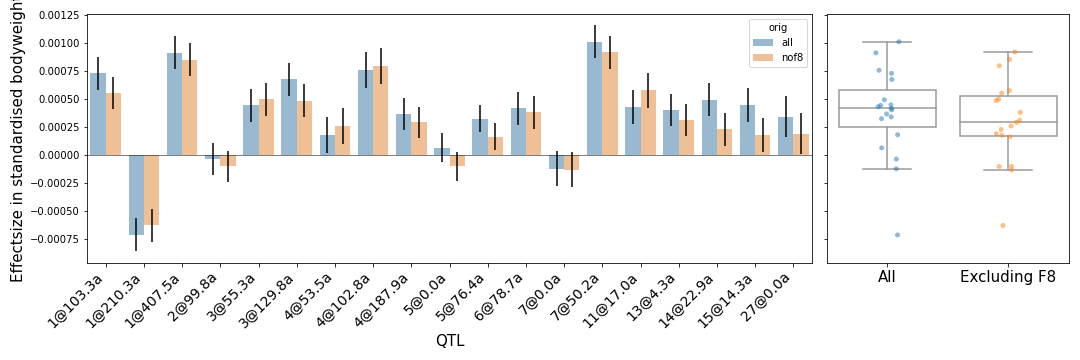 Effectsize in standardised bodyweight
0.00125
0.00100
0.00075
0.00050
0.00025
0.00000
−0.00025
−0.00050
−0.00075
orig
all
nof8
1@103.3a
1@210.3a
1@407.5a
2@99.8a
3@55.3a
3@129.8a
4@53.5a
4@102.8a
4@187.9a
5@0.0a
5@76.4a
6@78.7a
7@0.0a
7@50.2a
11@17.0a
13@4.3a
14@22.9a
15@14.3a
27@0.0a
QTL
All
Excluding F8